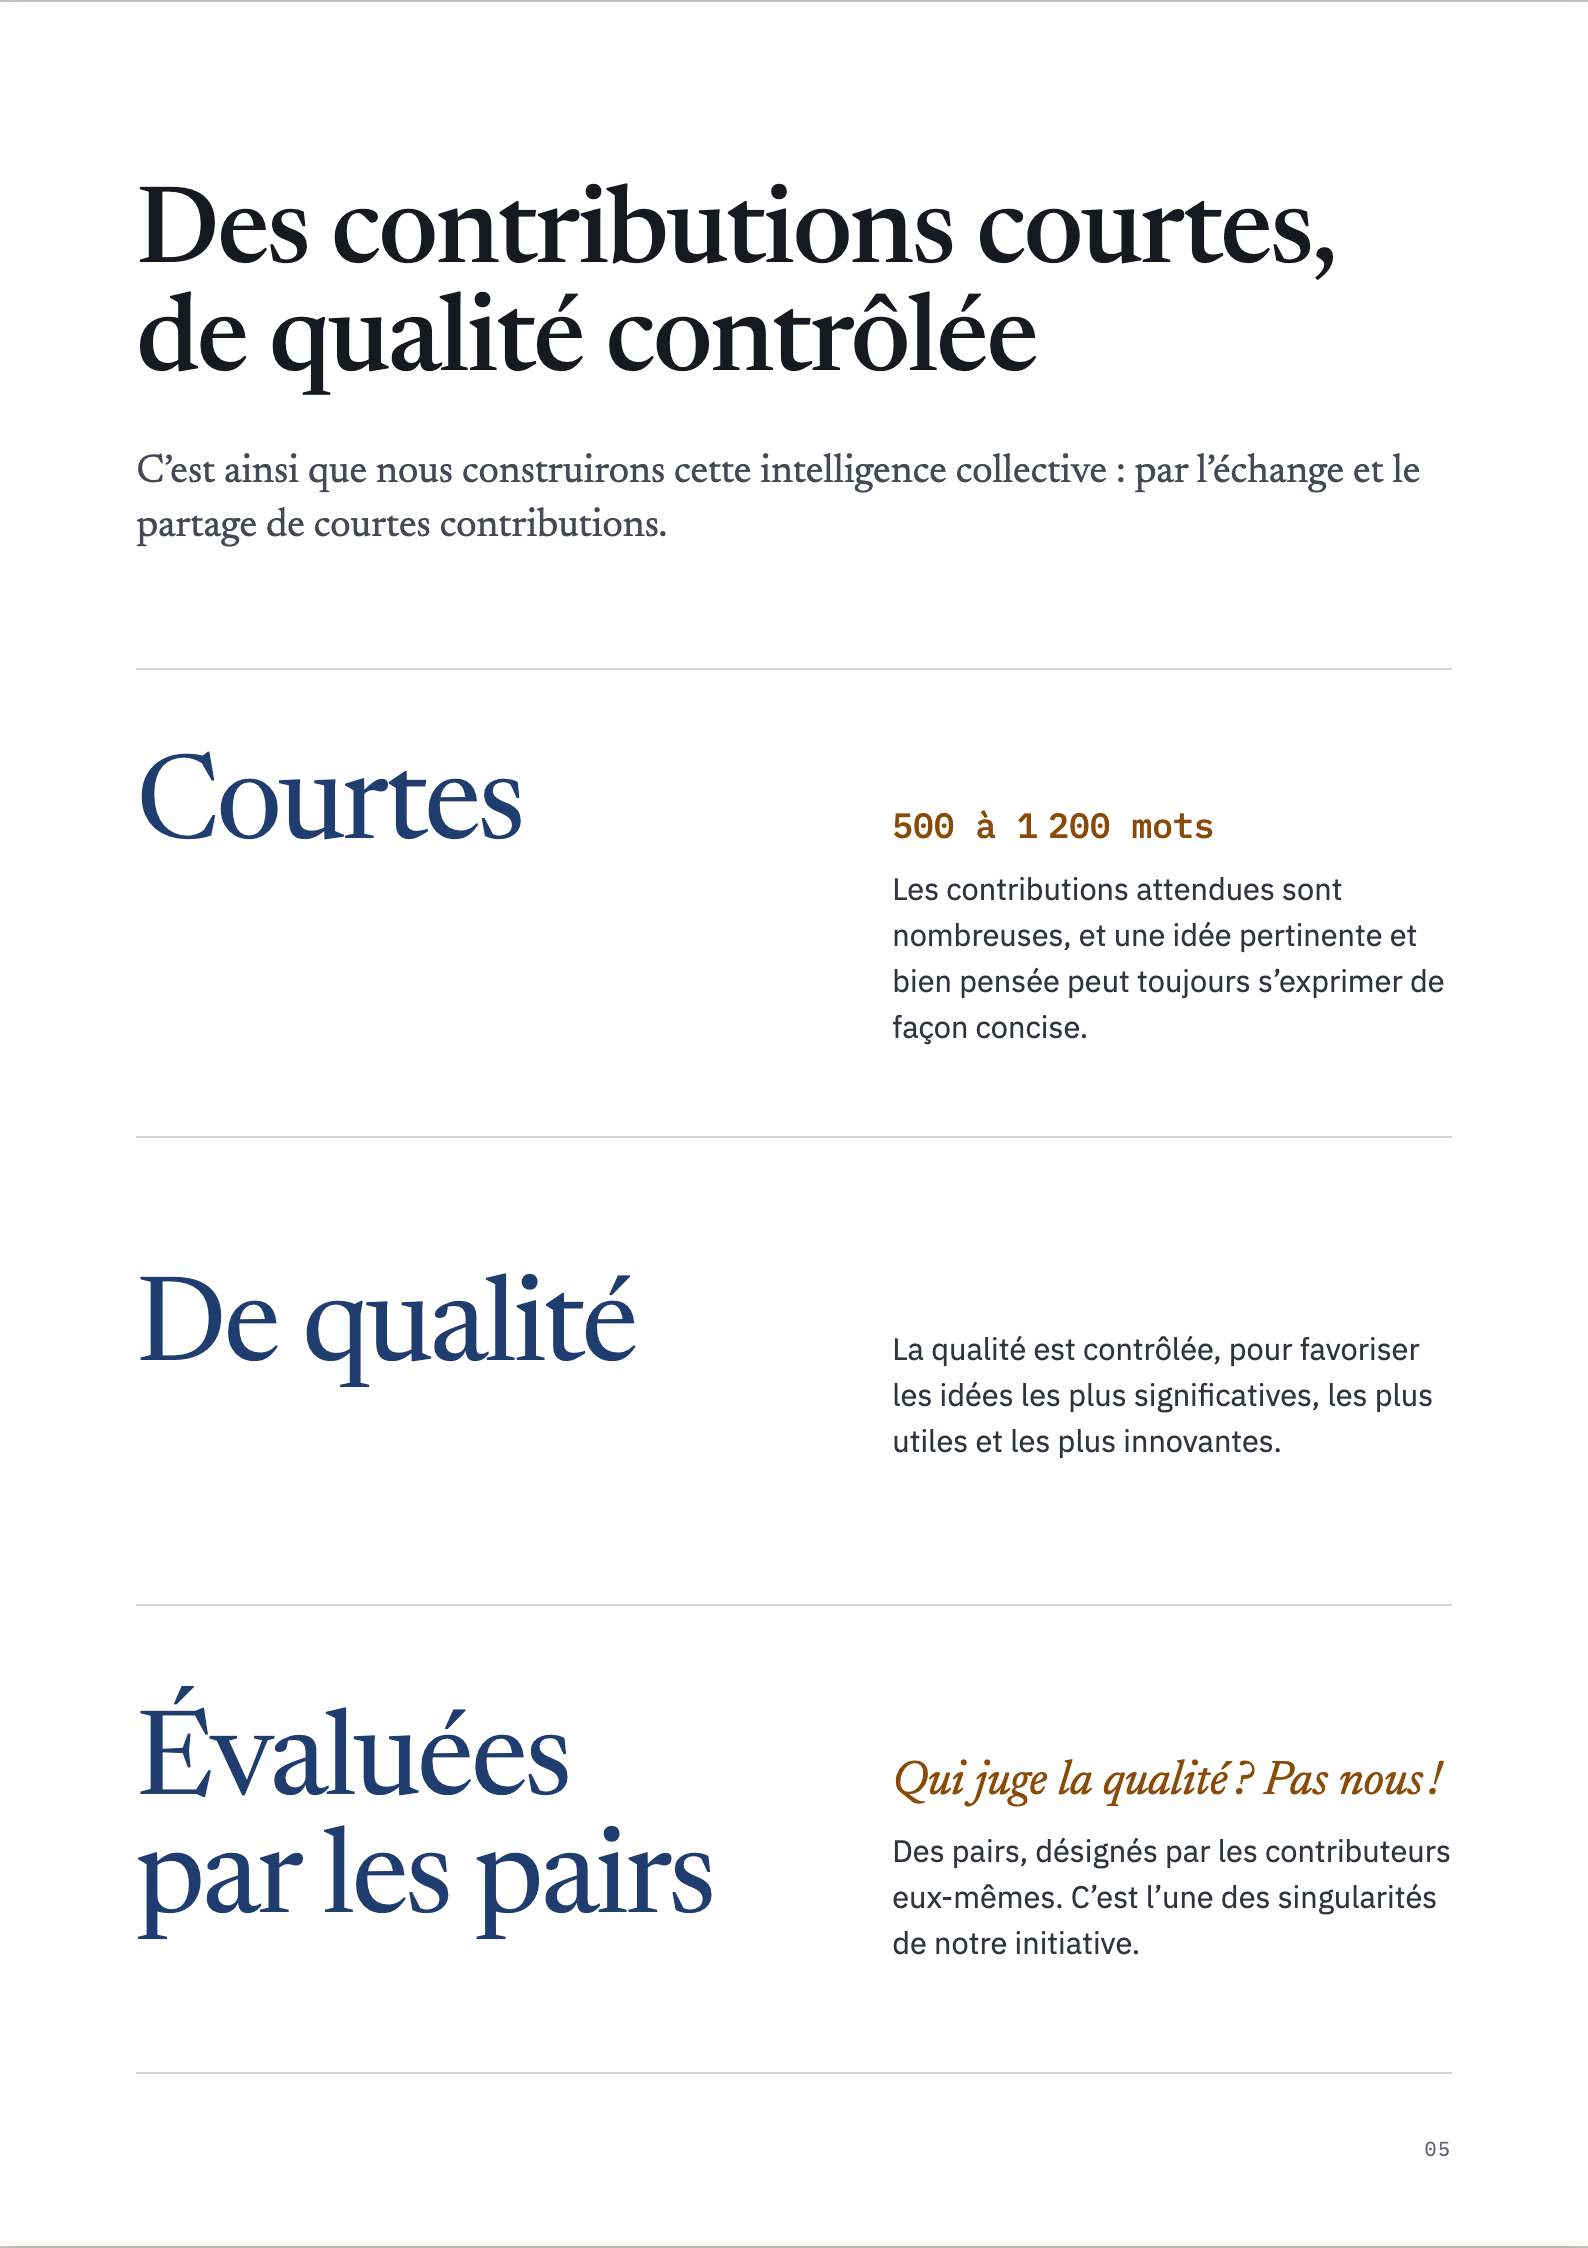 Des contributions courtes,
de qualité contrôlée
C’est ainsi que nous construirons cette intelligence collective : par l’échange et le
partage de courtes contributions.
Courtes
500 à 1 200 mots
Les contributions attendues sont
nombreuses, et une idée pertinente et
bien pensée peut toujours s’exprimer de
façon concise.
De qualité
La qualité est contrôlée, pour favoriser
les idées les plus significatives, les plus
utiles et les plus innovantes.
Évaluées
par les pairs
Qui juge la qualité ? Pas nous !
Des pairs, désignés par les contributeurs
eux-mêmes. C’est l’une des singularités
de notre initiative.
05